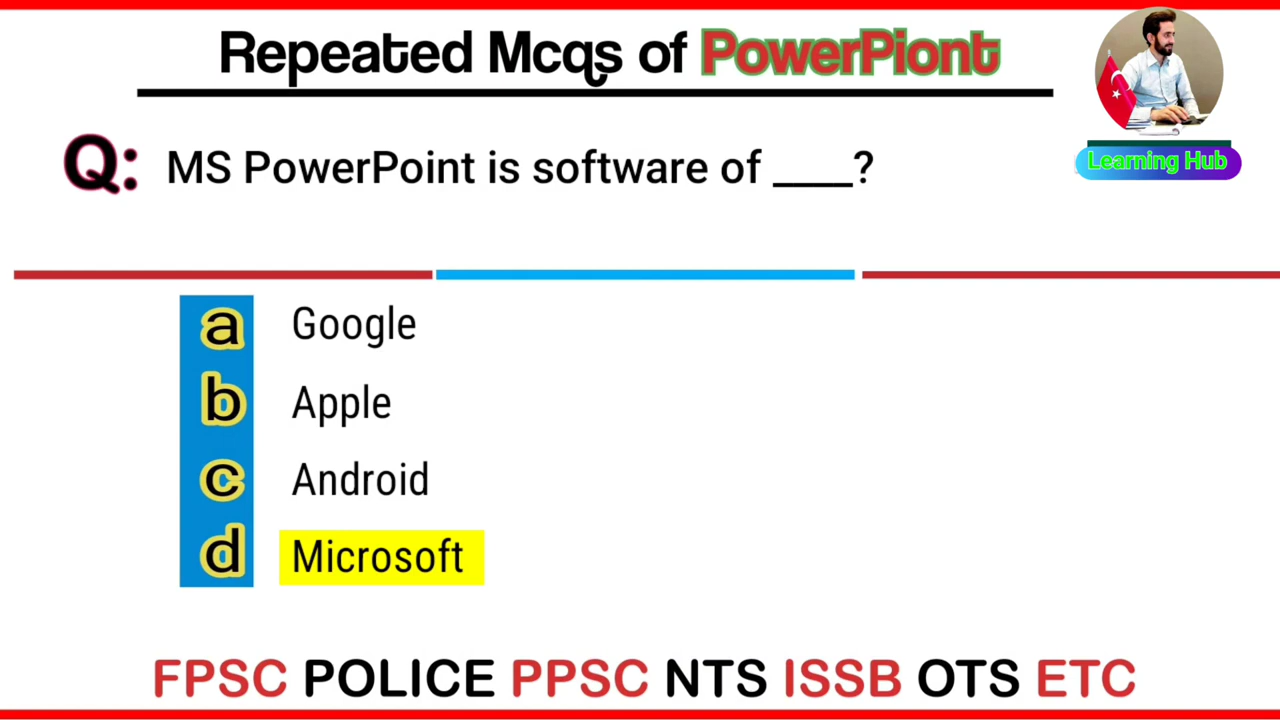 Repeated Mcqs of PowerPiont
Learning Hub
Q: MS PowerPoint is software of ____?
a Google
b Apple
c Android
d Microsoft
FPSC POLICE PPSC NTS ISSB OTS ETC